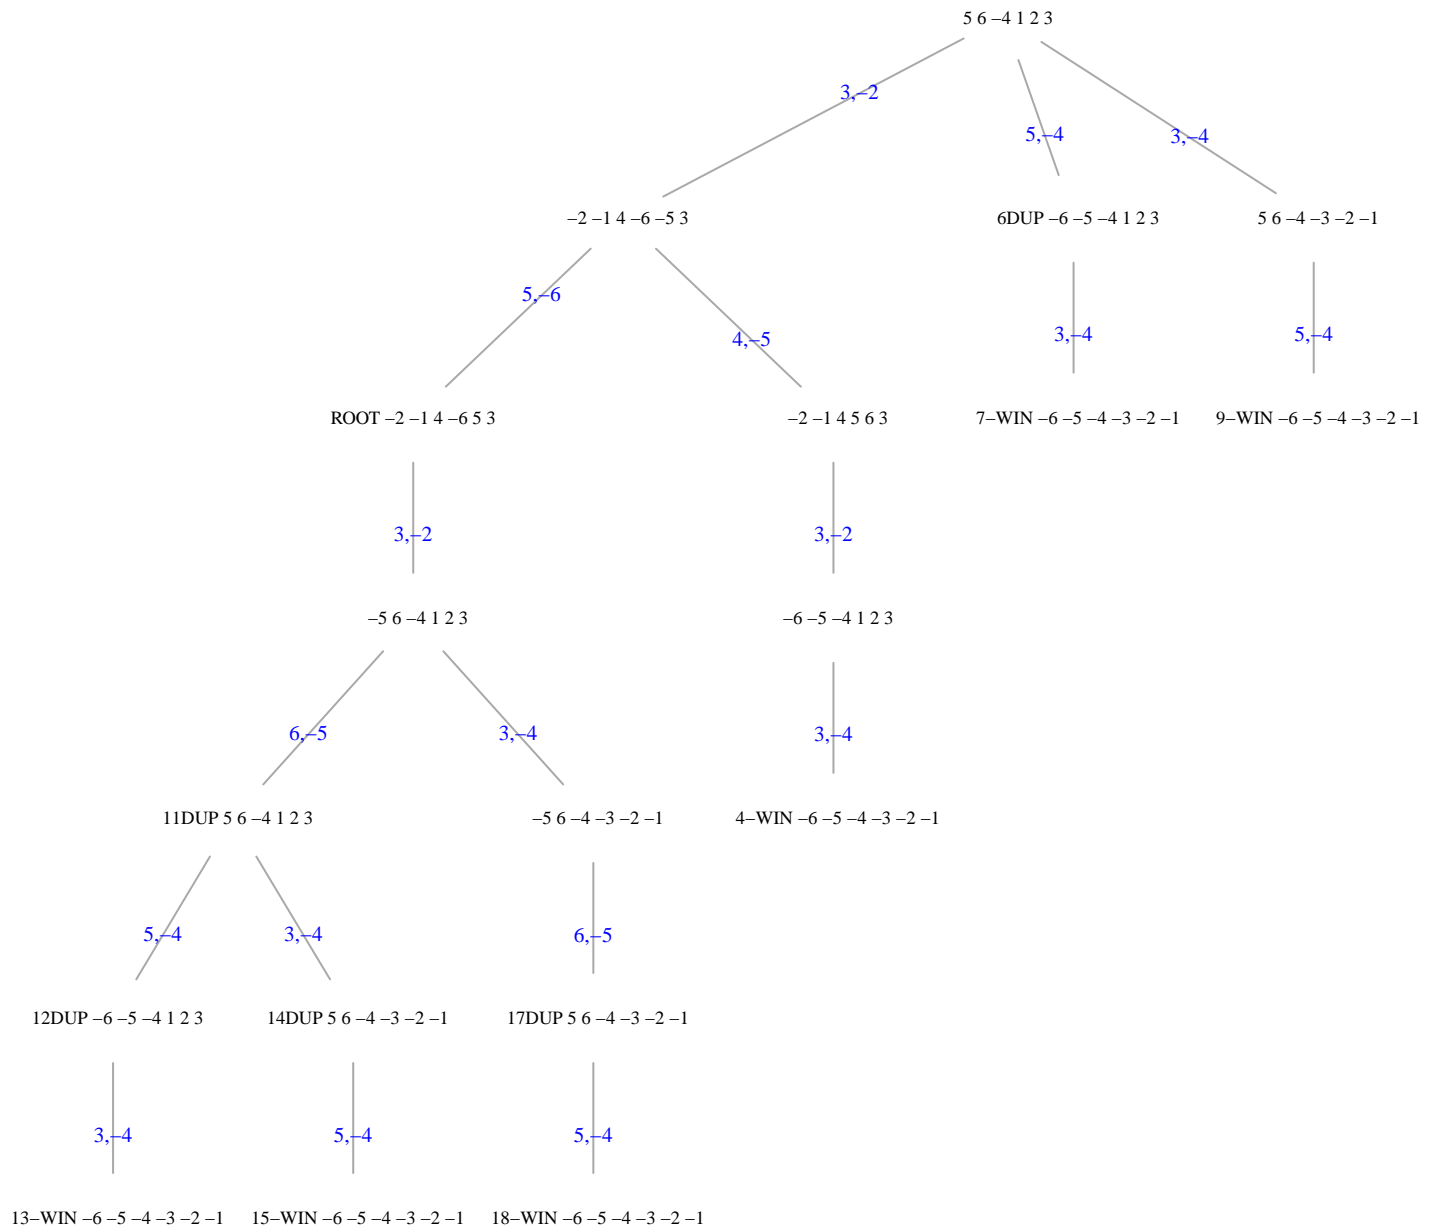 5 6 –4 1 2 3
3,–2
5,–4
3,–4
–2 –1 4 –6 –5 3
6DUP –6 –5 –4 1 2 3
5 6 –4 –3 –2 –1
5,–6
4,–5
3,–4
5,–4
ROOT –2 –1 4 –6 5 3
–2 –1 4 5 6 3
7–WIN –6 –5 –4 –3 –2 –1
9–WIN –6 –5 –4 –3 –2 –1
3,–2
3,–2
–5 6 –4 1 2 3
–6 –5 –4 1 2 3
6,–5
3,–4
3,–4
11DUP 5 6 –4 1 2 3
–5 6 –4 –3 –2 –1
4–WIN –6 –5 –4 –3 –2 –1
5,–4
3,–4
6,–5
12DUP –6 –5 –4 1 2 3
14DUP 5 6 –4 –3 –2 –1
17DUP 5 6 –4 –3 –2 –1
3,–4
5,–4
5,–4
13–WIN –6 –5 –4 –3 –2 –1
15–WIN –6 –5 –4 –3 –2 –1
18–WIN –6 –5 –4 –3 –2 –1